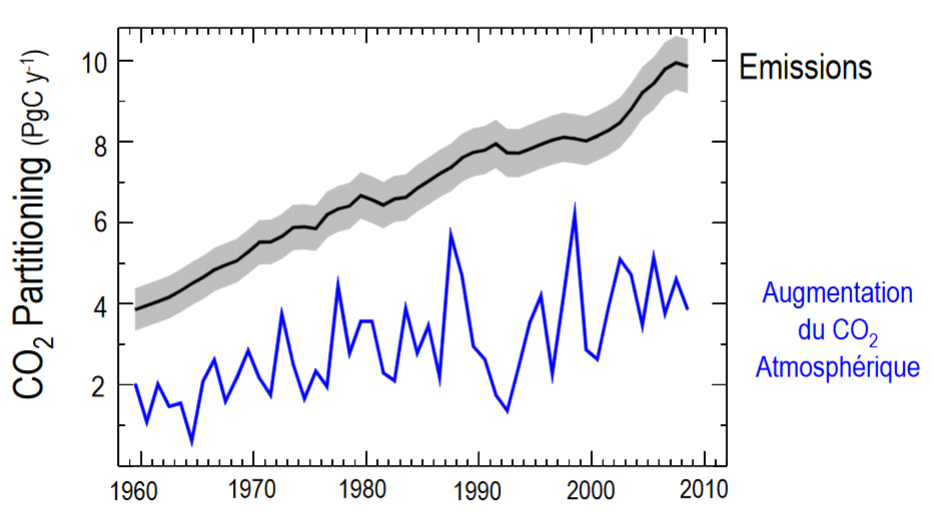 CO₂ Partitioning (PgC y⁻¹)
10
8
6
4
2
1960 1970 1980 1990 2000 2010
Emissions
Augmentation
du CO₂
Atmosphérique